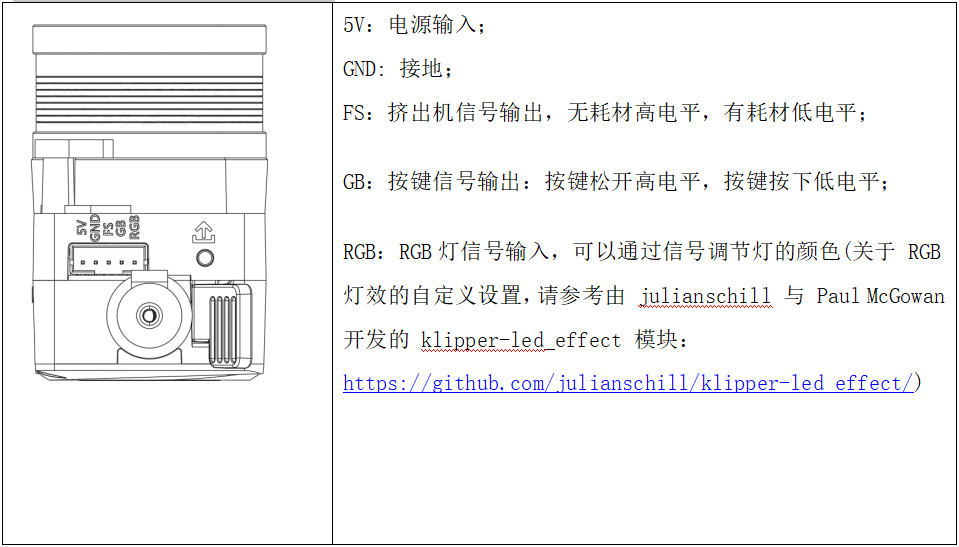 5V
GND
FS
GB
RGB
5V：电源输入；
GND: 接地；
FS：挤出机信号输出，无耗材高电平，有耗材低电平；
GB：按键信号输出：按键松开高电平，按键按下低电平；
RGB：RGB 灯信号输入，可以通过信号调节灯的颜色(关于 RGB
灯效的自定义设置,请参考由 julianschill 与 Paul McGowan
开发的 klipper-led_effect 模块：
https://github.com/julianschill/klipper-led_effect/)